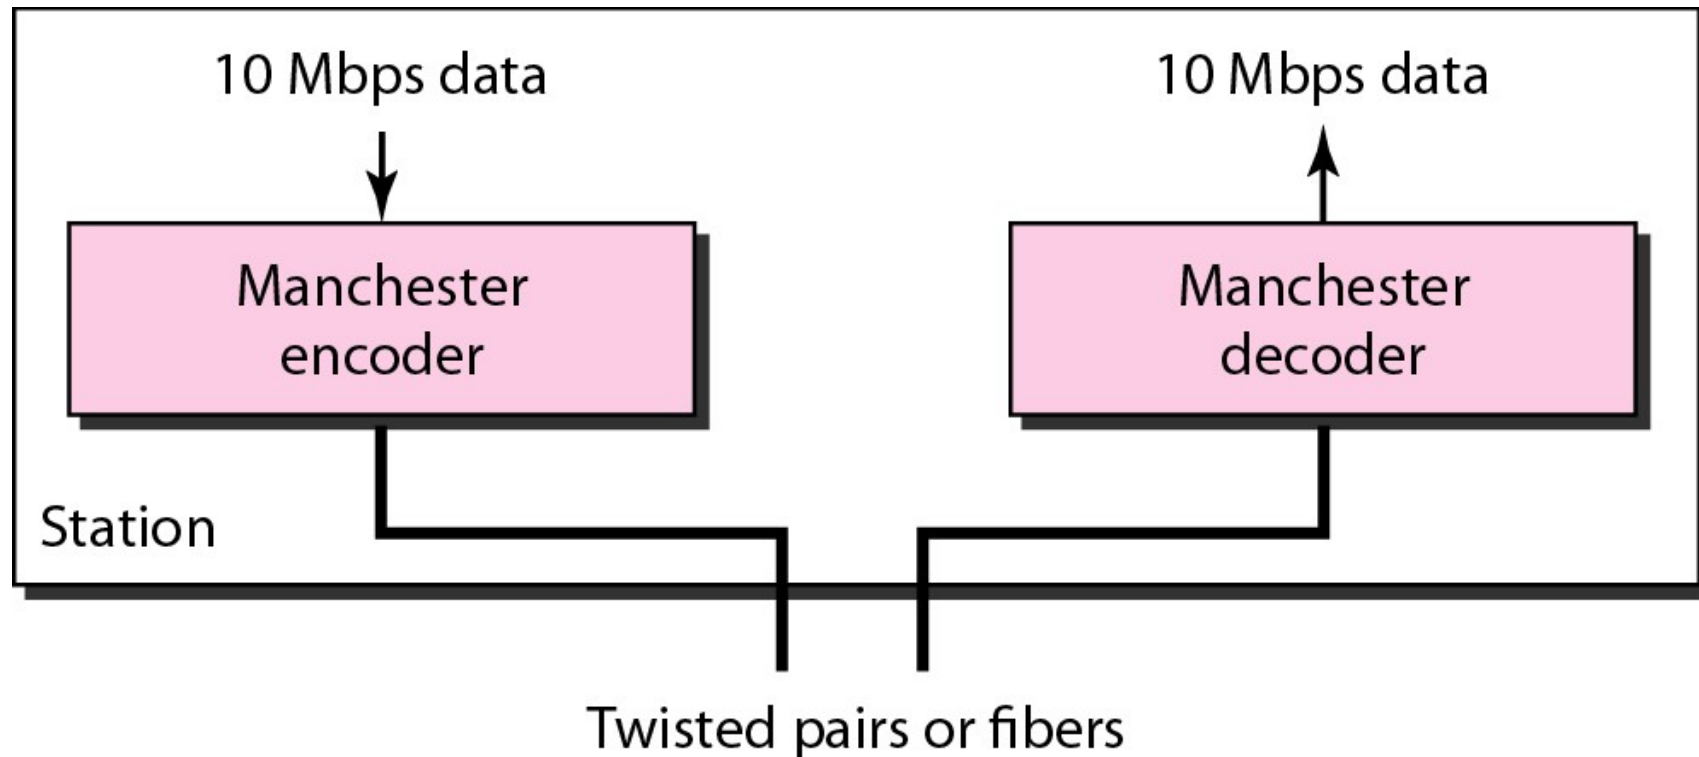 10 Mbps data
10 Mbps data
Manchester
encoder
Manchester
decoder
Station
Twisted pairs or fibers